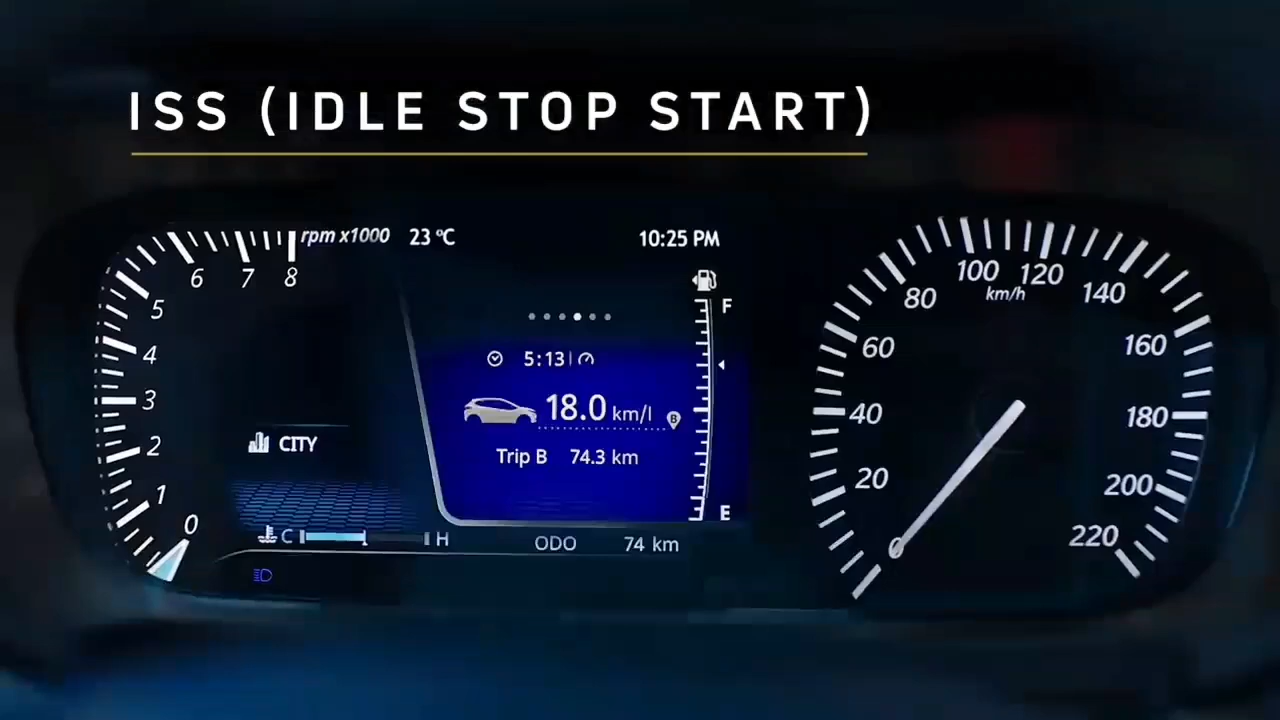 ISS (IDLE STOP START)
rpm x1000 23 °C 10:25 PM
6 7 8
5
4
3
2
1
0
CITY
C H
F
5:13
18.0 km/l
B
Trip B 74.3 km
E
ODO 74 km
0
20
40
60
80
100
120
km/h
140
160
180
200
220